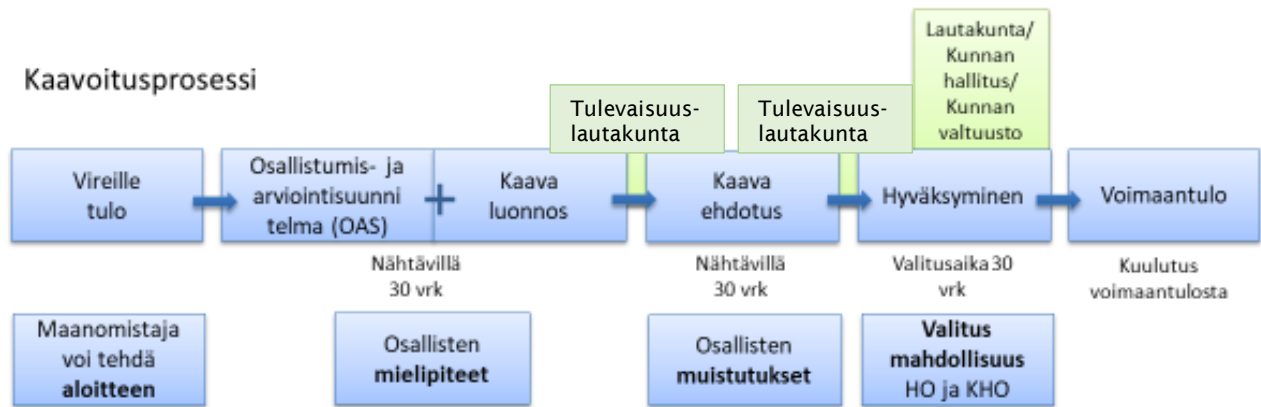 Kaavoitusprosessi
Lautakunta/
Kunnan
hallitus/
Kunnan
valtuusto
Tulevaisuus-
lautakunta
Tulevaisuus-
lautakunta
Vireille
tulo
Osallistumis- ja
arviointisuunni
telma (OAS)
+
Kaava
luonnos
Kaava
ehdotus
Hyväksyminen
Voimaantulo
Nähtävillä
30 vrk
Nähtävillä
30 vrk
Valitusaika 30
vrk
Kuulutus
voimaantulosta
Maanomistaja
voi tehdä
aloitteen
Osallisten
mielipiteet
Osallisten
muistutukset
Valitus
mahdollisuus
HO ja KHO